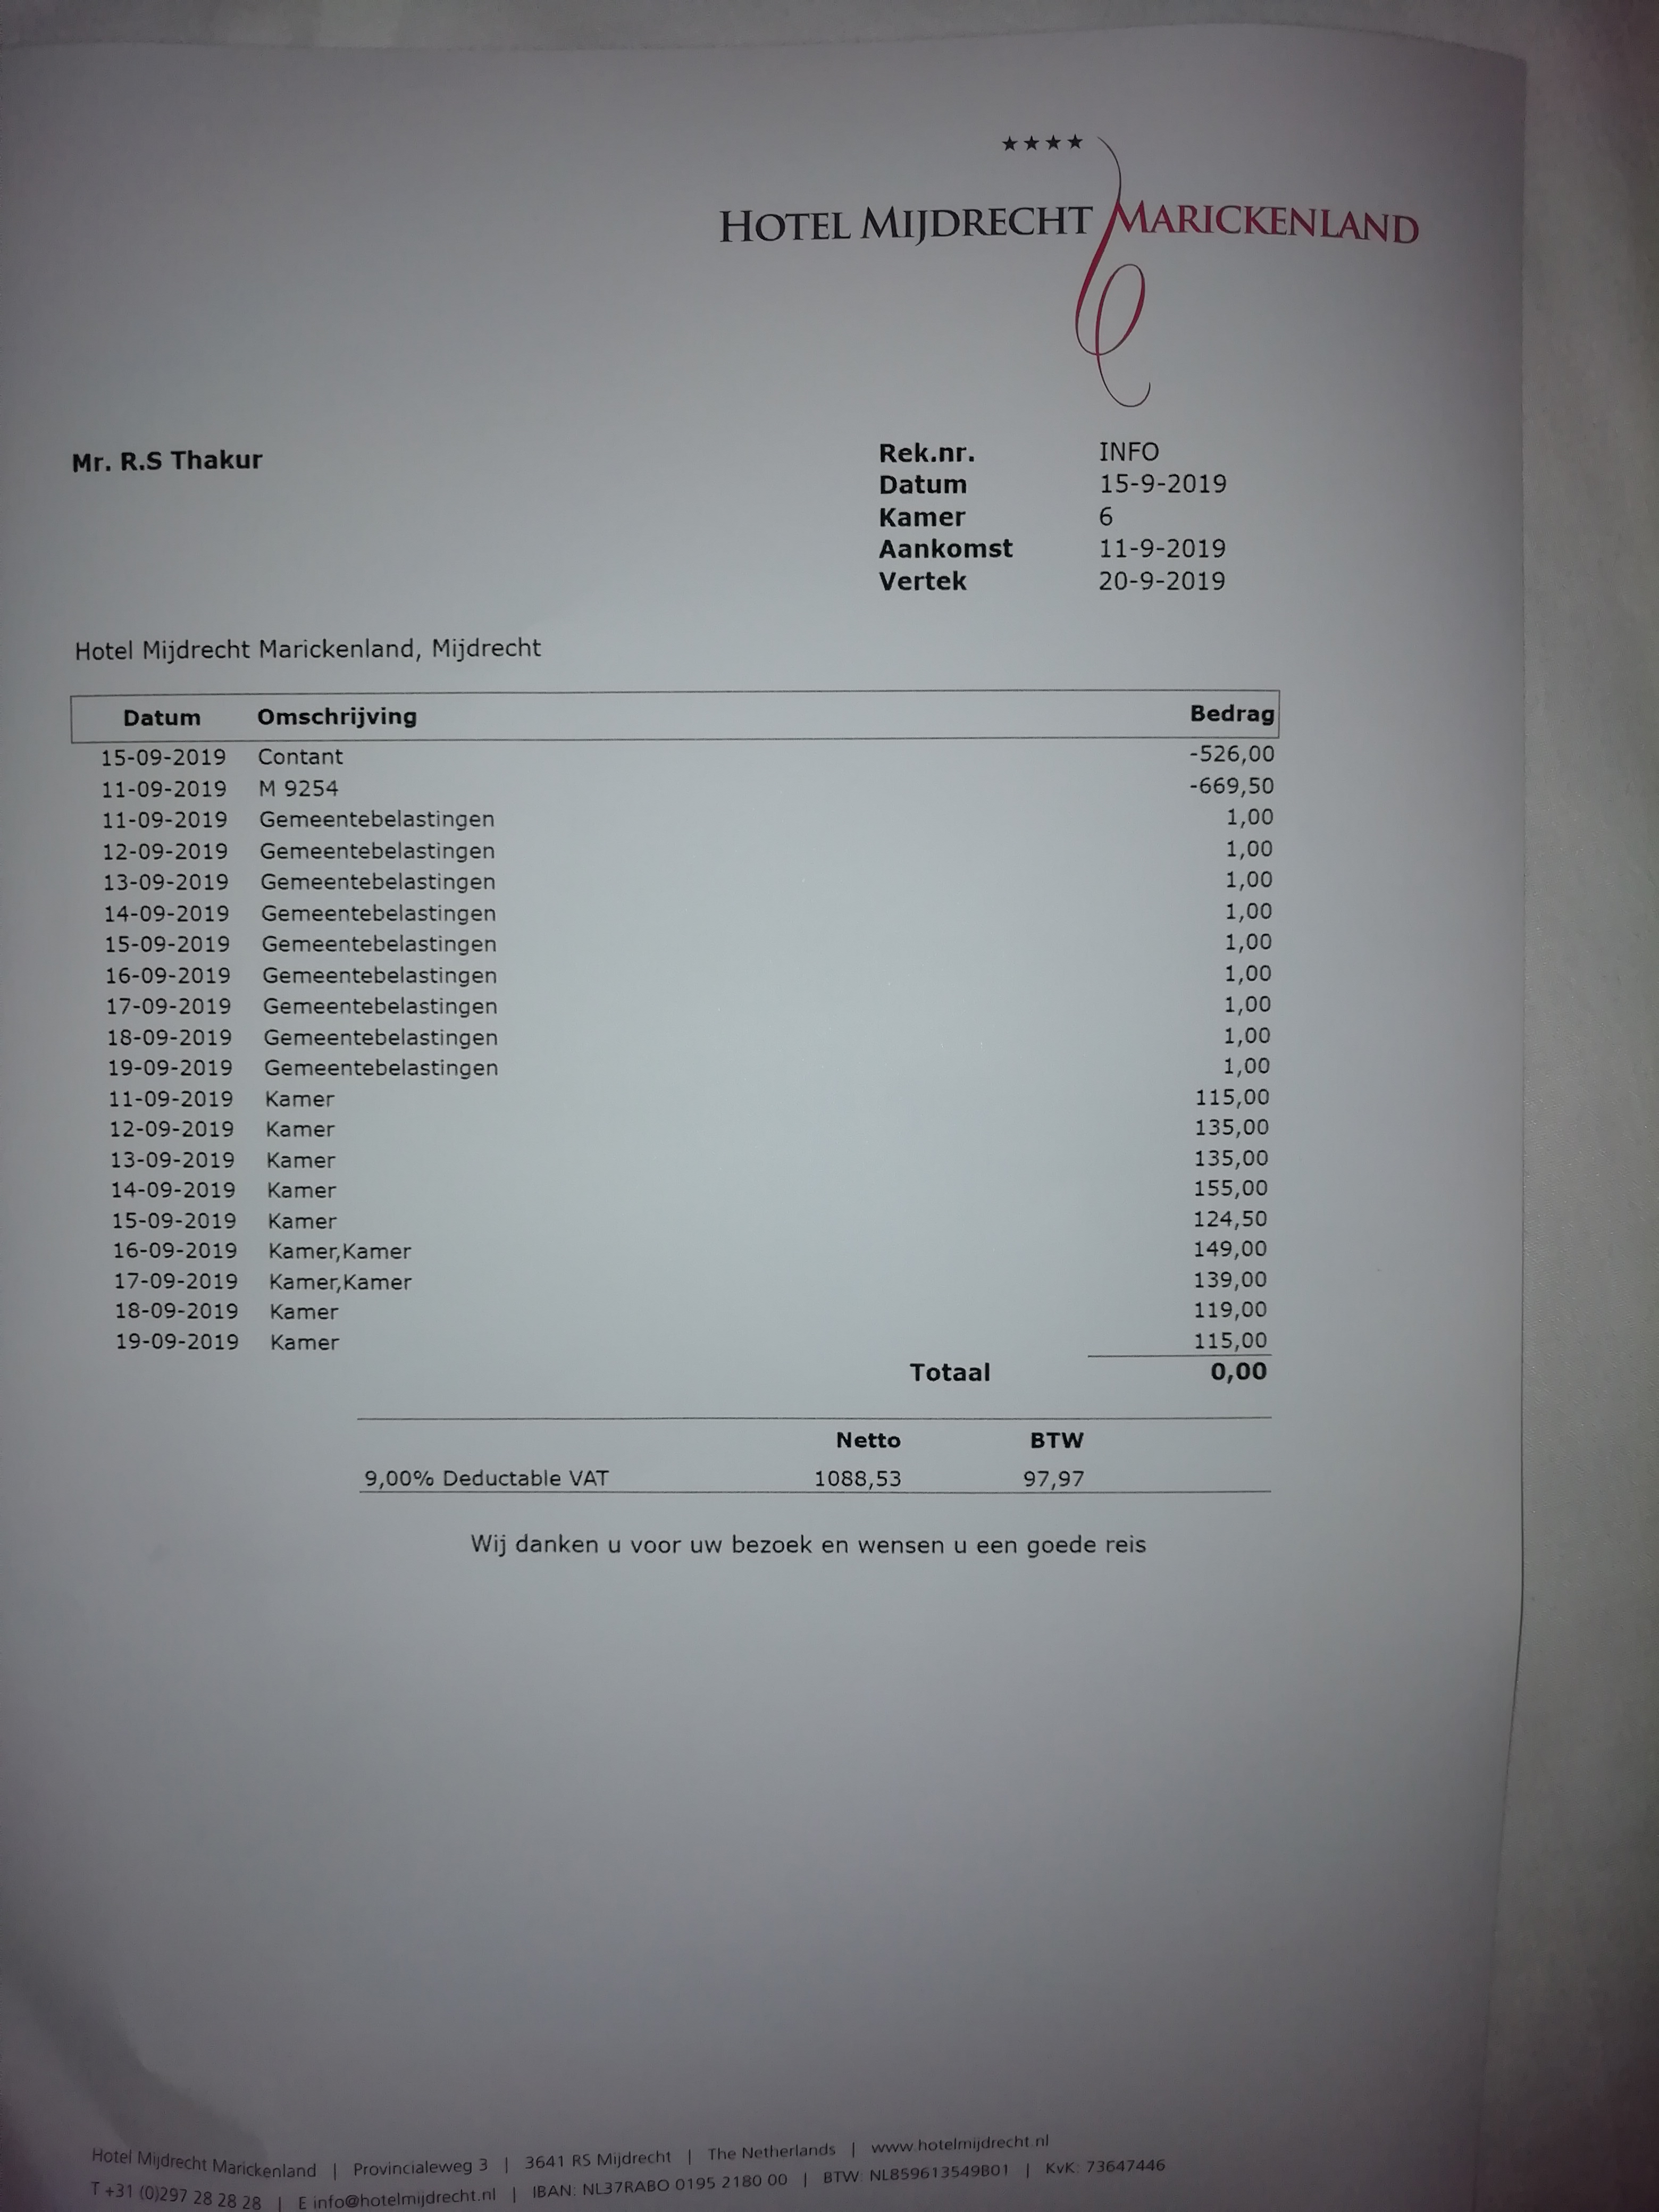 ★★★★
HOTEL MIJDRECHT MARICKENLAND
Mr. R.S Thakur
Rek.nr. INFO
Datum 15-9-2019
Kamer 6
Aankomst 11-9-2019
Vertek 20-9-2019
Hotel Mijdrecht Marickenland, Mijdrecht
Datum Omschrijving Bedrag
15-09-2019 Contant -526,00
11-09-2019 M 9254 -669,50
11-09-2019 Gemeentebelastingen 1,00
12-09-2019 Gemeentebelastingen 1,00
13-09-2019 Gemeentebelastingen 1,00
14-09-2019 Gemeentebelastingen 1,00
15-09-2019 Gemeentebelastingen 1,00
16-09-2019 Gemeentebelastingen 1,00
17-09-2019 Gemeentebelastingen 1,00
18-09-2019 Gemeentebelastingen 1,00
19-09-2019 Gemeentebelastingen 1,00
11-09-2019 Kamer 115,00
12-09-2019 Kamer 135,00
13-09-2019 Kamer 135,00
14-09-2019 Kamer 155,00
15-09-2019 Kamer 124,50
16-09-2019 Kamer,Kamer 149,00
17-09-2019 Kamer,Kamer 139,00
18-09-2019 Kamer 119,00
19-09-2019 Kamer 115,00
Totaal 0,00
Netto BTW
9,00% Deductable VAT 1088,53 97,97
Wij danken u voor uw bezoek en wensen u een goede reis
Hotel Mijdrecht Marickenland | Provincialeweg 3 | 3641 RS Mijdrecht | The Netherlands | www.hotelmijdrecht.nl
T +31 (0)297 28 28 28 | E info@hotelmijdrecht.nl | IBAN: NL37RABO 0195 2180 00 | BTW: NL859613549B01 | KvK: 73647446